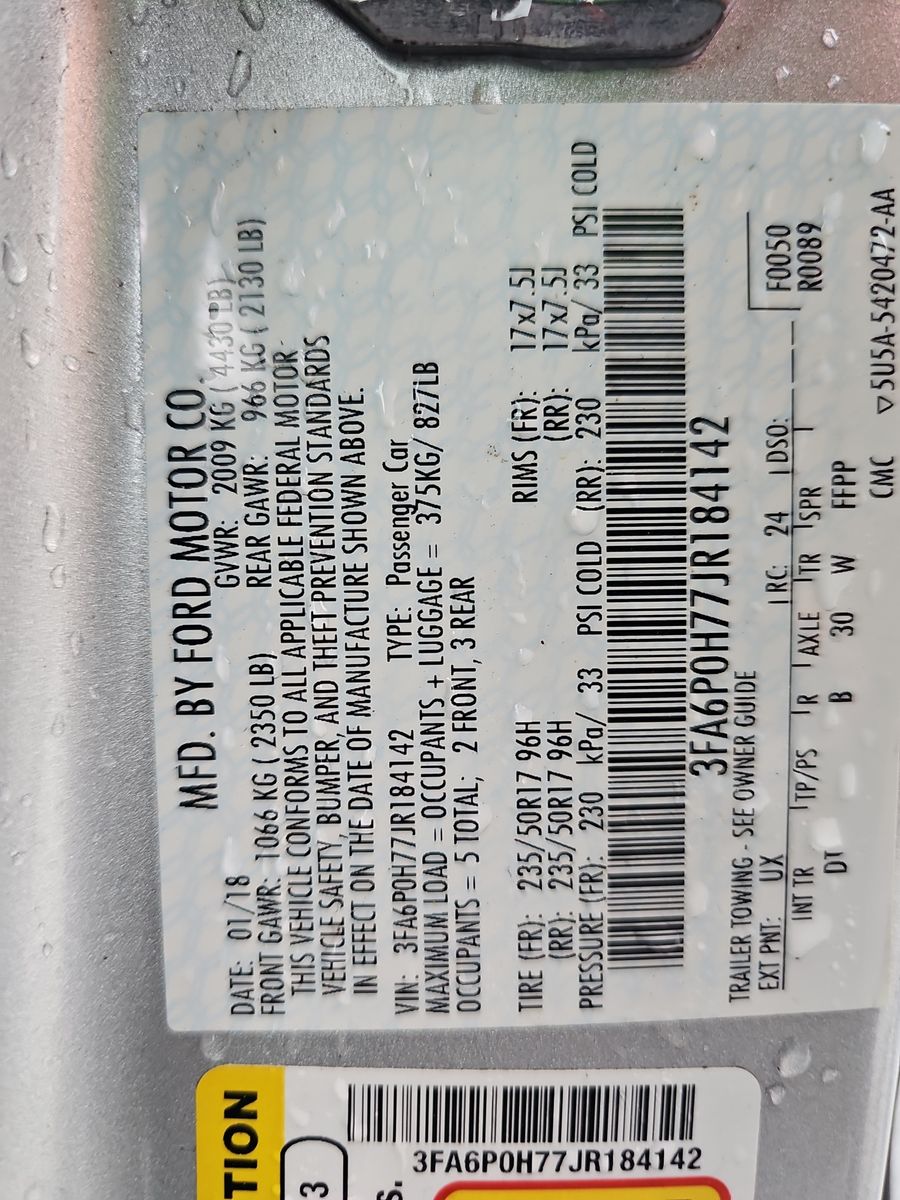 MFD. BY FORD MOTOR CO
DATE: 01/18 GVWR: 2009 KG ( 4430 LB)
FRONT GAWR: 1066 KG ( 2350 LB) REAR GAWR: 966 KG ( 2130 LB)
THIS VEHICLE CONFORMS TO ALL APPLICABLE FEDERAL MOTOR
VEHICLE SAFETY, BUMPER, AND THEFT PREVENTION STANDARDS
IN EFFECT ON THE DATE OF MANUFACTURE SHOWN ABOVE.
VIN: 3FA6P0H77JR184142 TYPE: Passenger Car
MAXIMUM LOAD = OCCUPANTS + LUGGAGE = 375KG/ 827LB
OCCUPANTS = 5 TOTAL; 2 FRONT, 3 REAR
TIRE (FR): 235/50R17 96H RIMS (FR): 17x7.5J
(RR): 235/50R17 96H (RR): 17x7.5J
PRESSURE (FR): 230 kPa/ 33 PSI COLD (RR): 230 kPa/ 33 PSI COLD
3FA6P0H77JR184142
TRAILER TOWING - SEE OWNER GUIDE
EXT PNT: UX RC: 24 DSO: F0050
R0089
INT TR TP/PS R AXLE TR SPR
DT B 30 W FFPP
CMC ▽5U5A-5420472-AA
TION
3
S.
3FA6P0H77JR184142